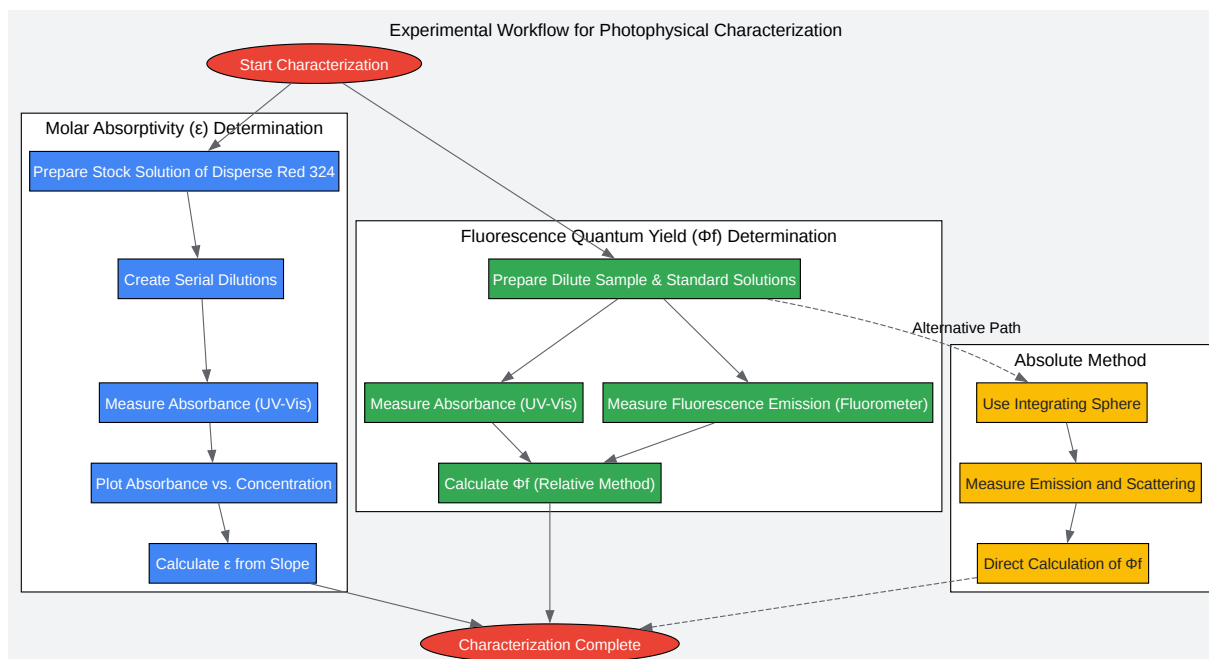 Experimental Workflow for Photophysical Characterization
Start Characterization
Molar Absorptivity (ε) Determination
Prepare Stock Solution of Disperse Red 324
Create Serial Dilutions
Measure Absorbance (UV-Vis)
Plot Absorbance vs. Concentration
Calculate ε from Slope
Fluorescence Quantum Yield (Φf) Determination
Prepare Dilute Sample & Standard Solutions
Measure Absorbance (UV-Vis)
Measure Fluorescence Emission (Fluorometer)
Calculate Φf (Relative Method)
Alternative Path
Absolute Method
Use Integrating Sphere
Measure Emission and Scattering
Direct Calculation of Φf
Characterization Complete